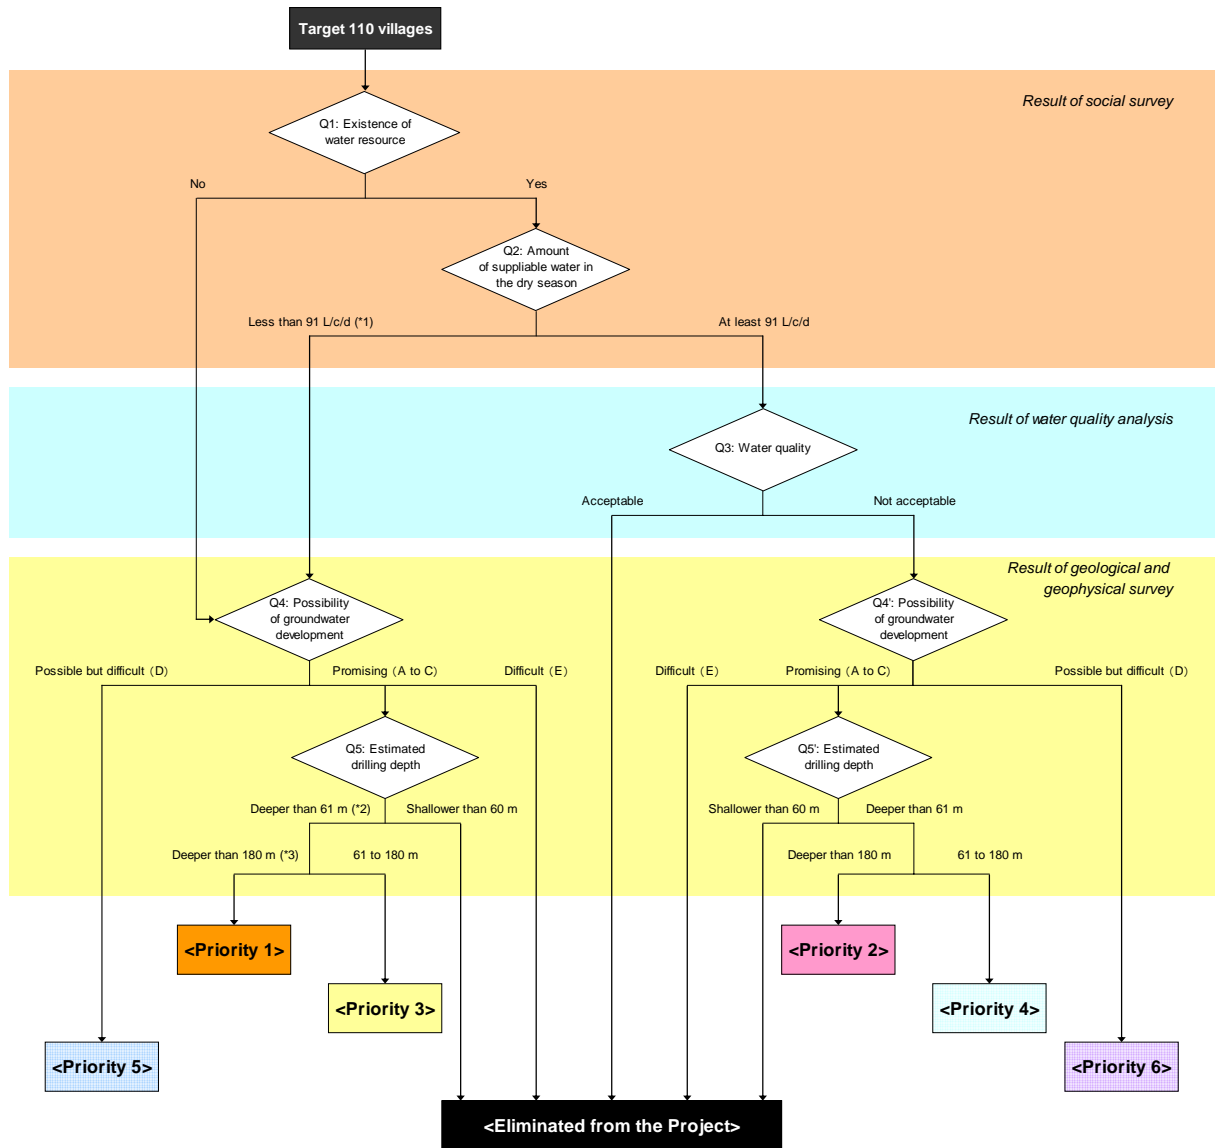 Target 110 villages
Result of social survey
Q1: Existence of
water resource
No
Yes
Q2: Amount
of suppliable water in
the dry season
Less than 91 L/c/d (*1)
At least 91 L/c/d
Result of water quality analysis
Q3: Water quality
Acceptable
Not acceptable
Result of geological and
geophysical survey
Q4: Possibility
of groundwater
development
Q4': Possibility
of groundwater
development
Possible but difficult (D)
Promising (A to C)
Difficult (E)
Difficult (E)
Promising (A to C)
Possible but difficult (D)
Q5: Estimated
drilling depth
Q5': Estimated
drilling depth
Deeper than 61 m (*2)
Shallower than 60 m
Shallower than 60 m
Deeper than 61 m
Deeper than 180 m (*3)
61 to 180 m
Deeper than 180 m
61 to 180 m
<Priority 1>
<Priority 2>
<Priority 3>
<Priority 4>
<Priority 5>
<Priority 6>
<Eliminated from the Project>